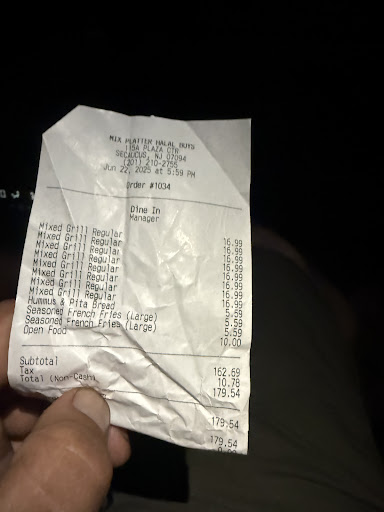 MIX PLATTER HALAL GUYS
115A PLAZA CTR
SECAUCUS, NJ 07094
(201) 210-2755
Jun 22, 2025 at 5:59 PM
Order #1034
Dine In
Manager
Mixed Grill Regular 16.99
Mixed Grill Regular 16.99
Mixed Grill Regular 16.99
Mixed Grill Regular 16.99
Mixed Grill Regular 16.99
Mixed Grill Regular 16.99
Mixed Grill Regular 16.99
Mixed Grill Regular 16.99
Hummus & Pita Bread 5.59
Seasoned French Fries (Large) 5.59
Seasoned French Fries (Large) 5.59
Open Food 10.00
Subtotal 162.69
Tax 10.78
Total (Non-Cash) 179.54
179.54
179.54